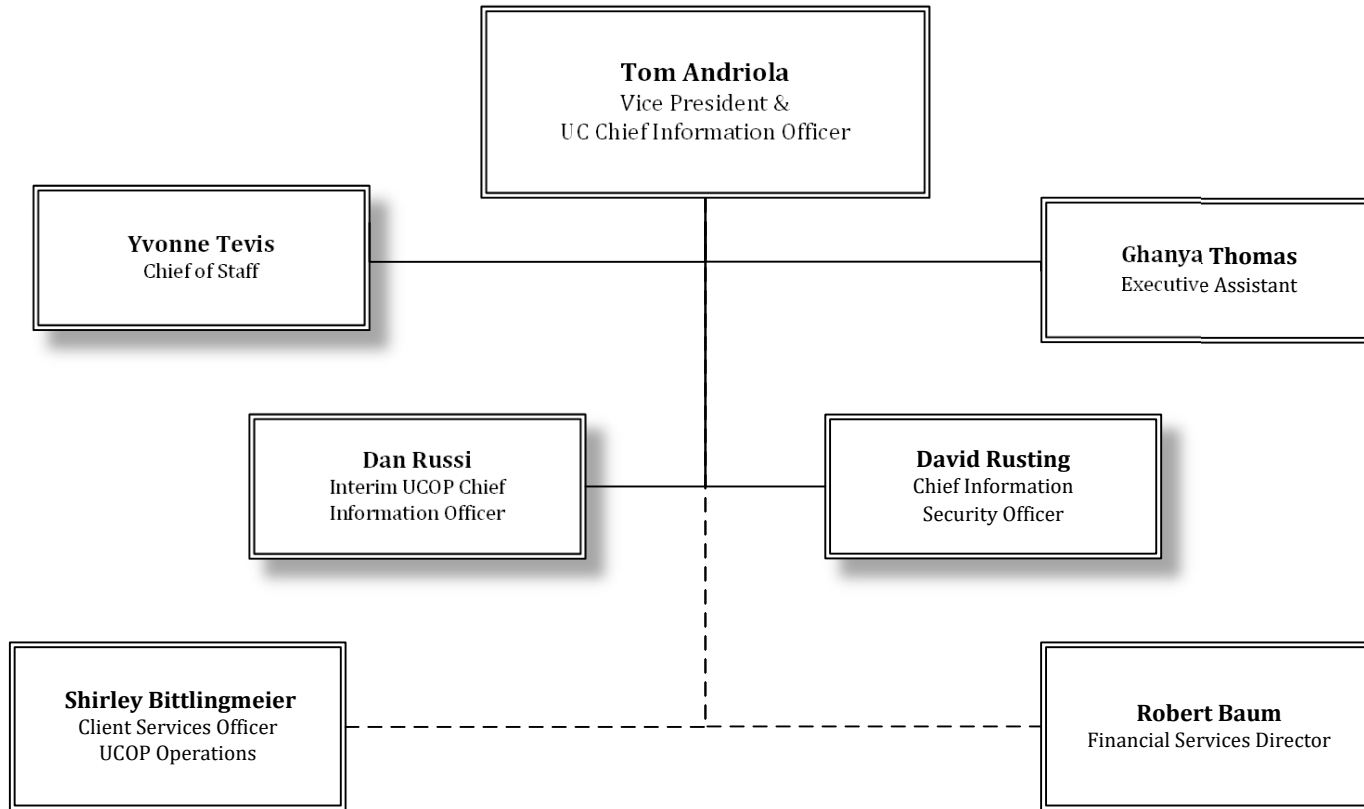 Tom Andriola
Vice President &
UC Chief Information Officer
Yvonne Tevis
Chief of Staff
Ghanya Thomas
Executive Assistant
Dan Russi
Interim UCOP Chief
Information Officer
David Rusting
Chief Information
Security Officer
Shirley Bittlingmeier
Client Services Officer
UCOP Operations
Robert Baum
Financial Services Director